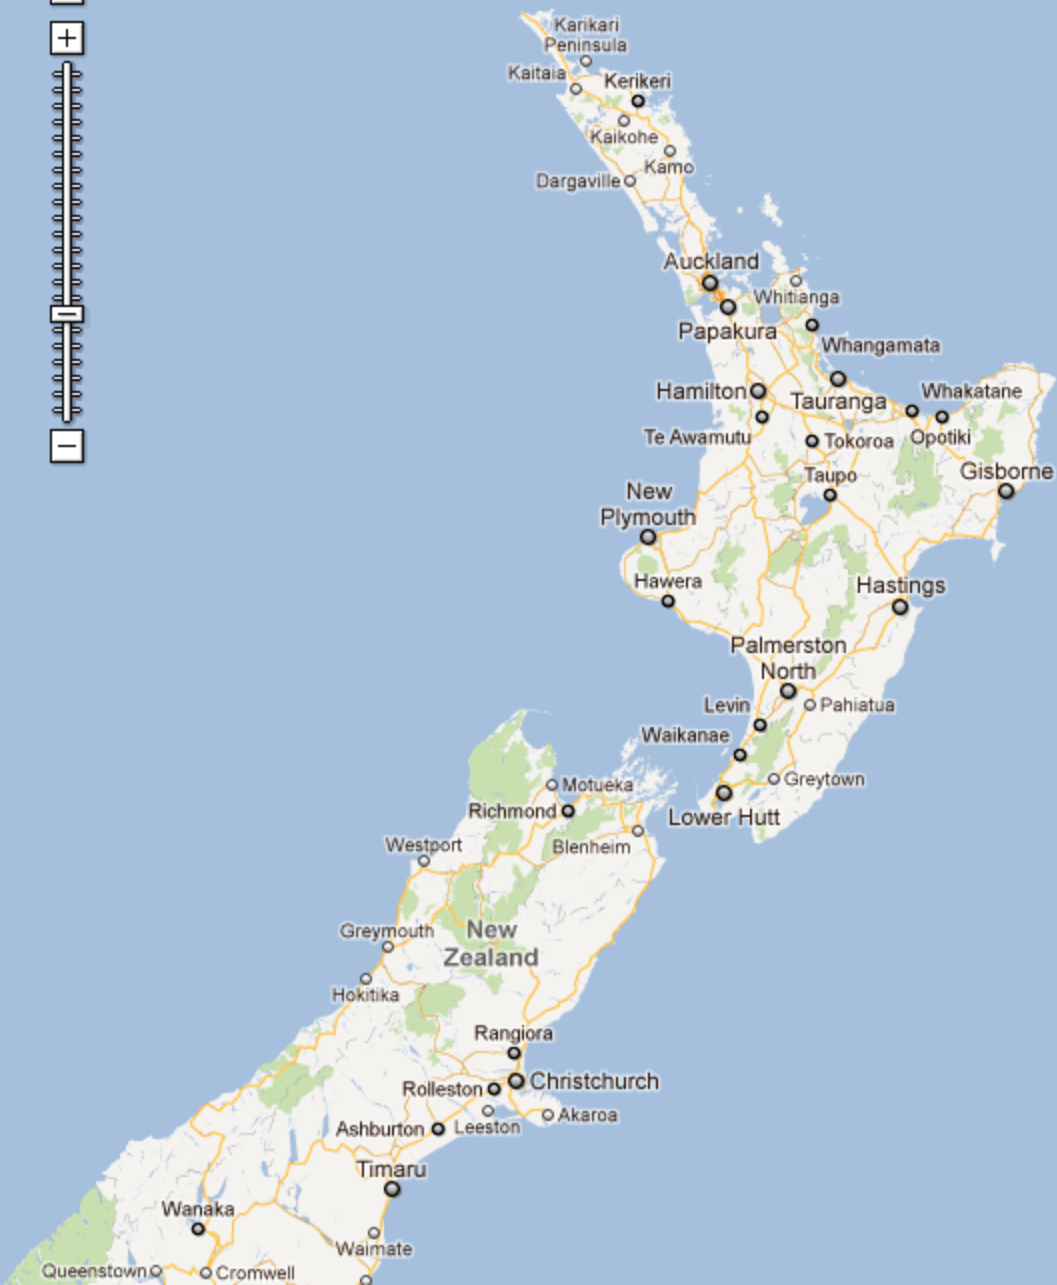 +
Karikari
Peninsula
Kaitaia
Kerikeri
Kaikohe
Kamo
Dargaville
Auckland
Whitianga
Papakura
Whangamata
Hamilton
Tauranga
Whakatane
Te Awamutu
Tokoroa
Opotiki
Taupo
Gisborne
New
Plymouth
Hawera
Hastings
Palmerston
North
Levin
Pahiatua
Waikanae
Greytown
Motueka
Richmond
Lower Hutt
Westport
Blenheim
Greymouth
New
Zealand
Hokitika
Rangiora
Christchurch
Rolleston
Akaroa
Ashburton
Leeston
Timaru
Wanaka
Waimate
Queenstown
Cromwell